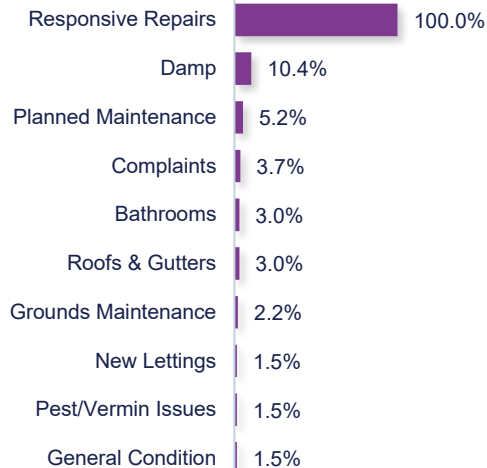 Responsive Repairs 100.0%
Damp 10.4%
Planned Maintenance 5.2%
Complaints 3.7%
Bathrooms 3.0%
Roofs & Gutters 3.0%
Grounds Maintenance 2.2%
New Lettings 1.5%
Pest/Vermin Issues 1.5%
General Condition 1.5%